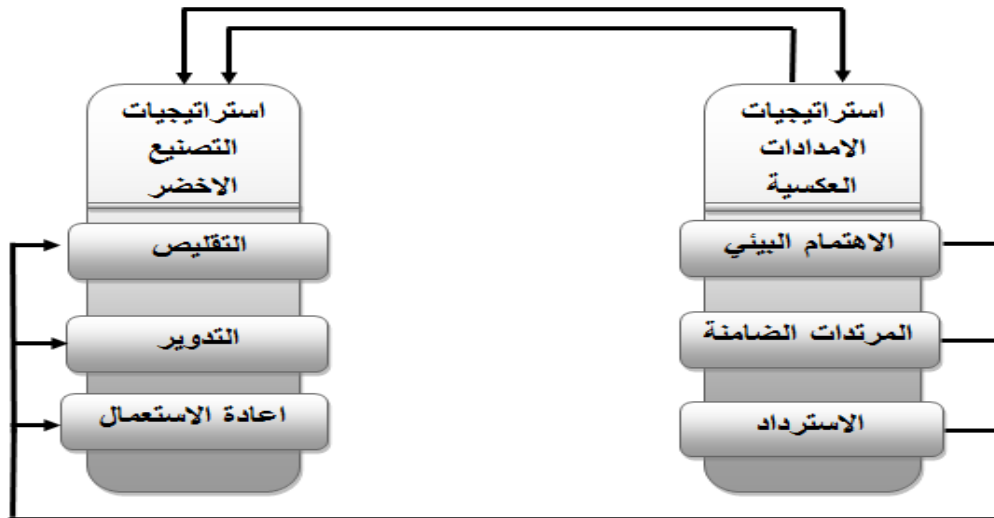 استراتيجيات
الامدادات
العكسية
الاهتمام البيئي
المرتدات الضامنة
الاسترداد
استراتيجيات
التصنيع
الاخضر
التقليص
التدوير
اعادة الاستعمال